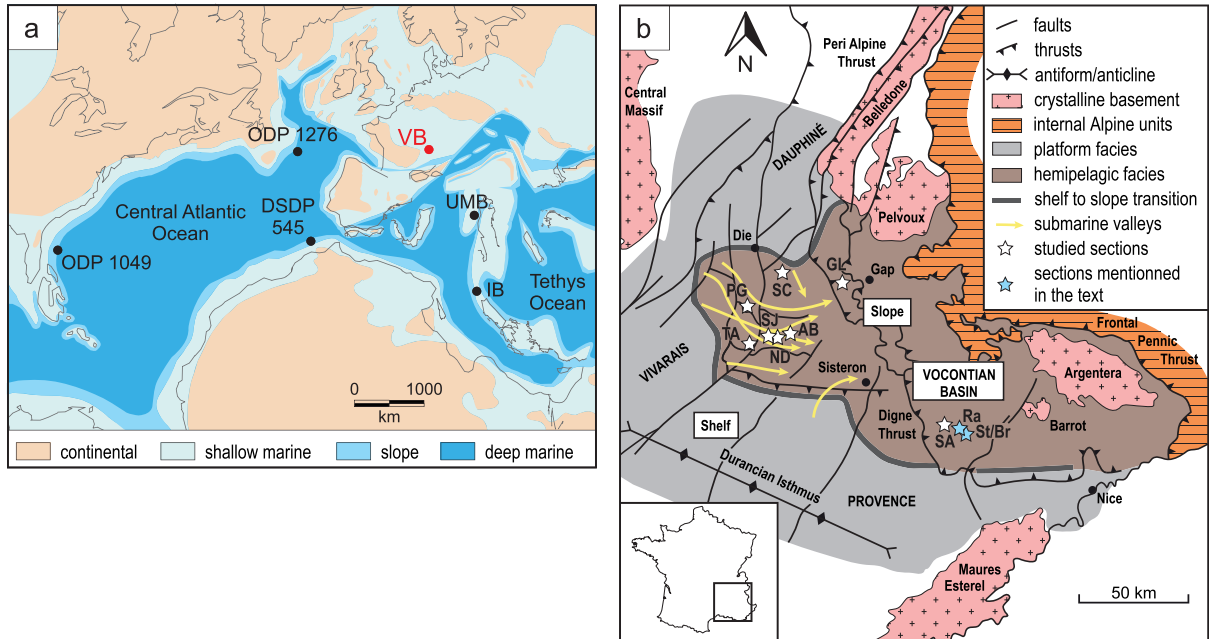 a
ODP 1276
VB
Central Atlantic
Ocean
DSDP
545
UMB
ODP 1049
IB
Tethys
Ocean
0 1000
km
continental
shallow marine
slope
deep marine
b
N
Peri Alpine
Thrust
Central
Massif
Belledone
DAUPHINÉ
Pelvoux
Die
GL
Gap
SC
PG
Slope
SJ
TA
AB
ND
VIVARAIS
Sisteron
VOCONTIAN
BASIN
Frontal
Pennic
Thrust
Argentera
Digne
Thrust
Ra
St/Br
SA
Barrot
Shelf
Durancian Isthmus
PROVENCE
Nice
Maures
Esterel
50 km
faults
thrusts
antiform/anticline
crystalline basement
internal Alpine units
platform facies
hemipelagic facies
shelf to slope transition
submarine valleys
studied sections
sections mentionned
in the text